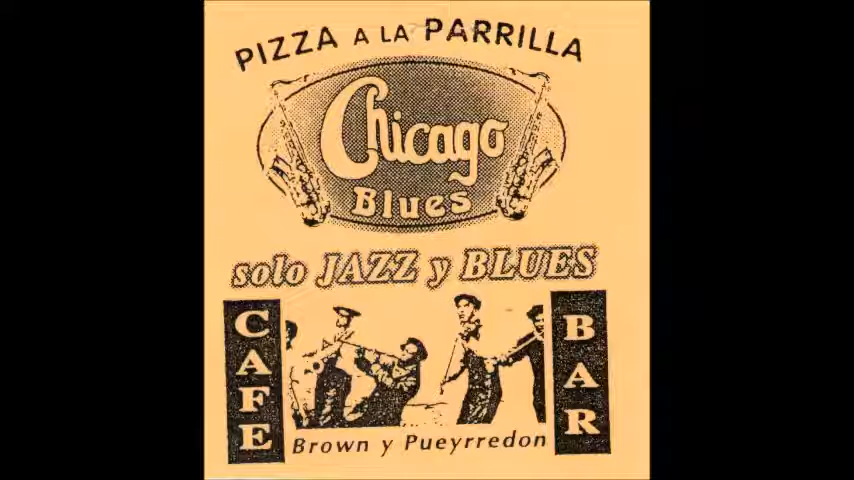 PIZZA A LA PARRILLA
Chicago
Blues
solo JAZZ y BLUES
CAFE
BAR
Brown y Pueyrredon